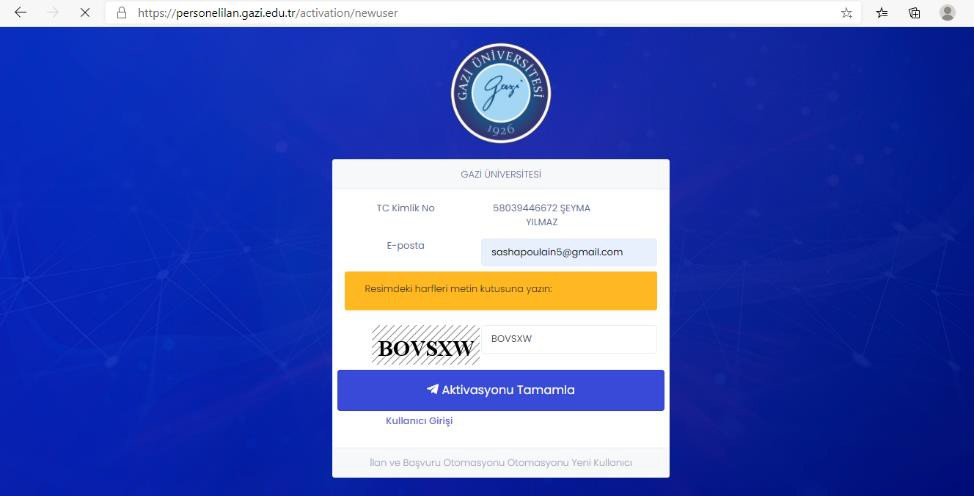 https://personelilan.gazi.edu.tr/activation/newuser
GAZİ ÜNİVERSİTESİ
gazi
1926
GAZİ ÜNİVERSİTESİ
TC Kimlik No
58039446672 ŞEYMA
YILMAZ
E-posta
sashapoulain5@gmail.com
Resimdeki harfleri metin kutusuna yazın:
BOVSXW
BOVSXW
Aktivasyonu Tamamla
Kullanıcı Girişi
İlan ve Başvuru Otomasyonu Otomasyonu Yeni Kullanıcı